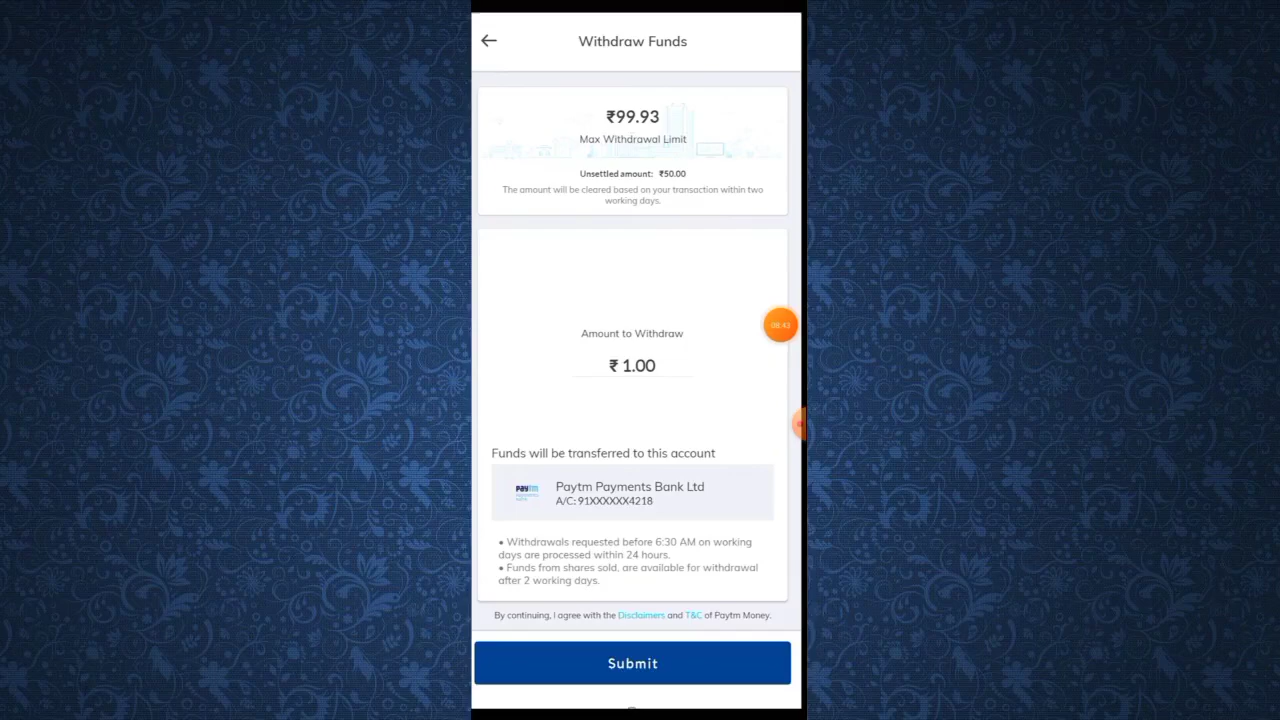 Withdraw Funds
₹99.93
Max Withdrawal Limit
Unsettled amount: ₹50.00
The amount will be cleared based on your transaction within two
working days.
Amount to Withdraw
₹ 1.00
08:43
Funds will be transferred to this account
paytm
Paytm Payments Bank Ltd
A/C: 91XXXXXX4218
• Withdrawals requested before 6:30 AM on working
days are processed within 24 hours.
• Funds from shares sold, are available for withdrawal
after 2 working days.
By continuing, I agree with the Disclaimers and T&C of Paytm Money.
Submit